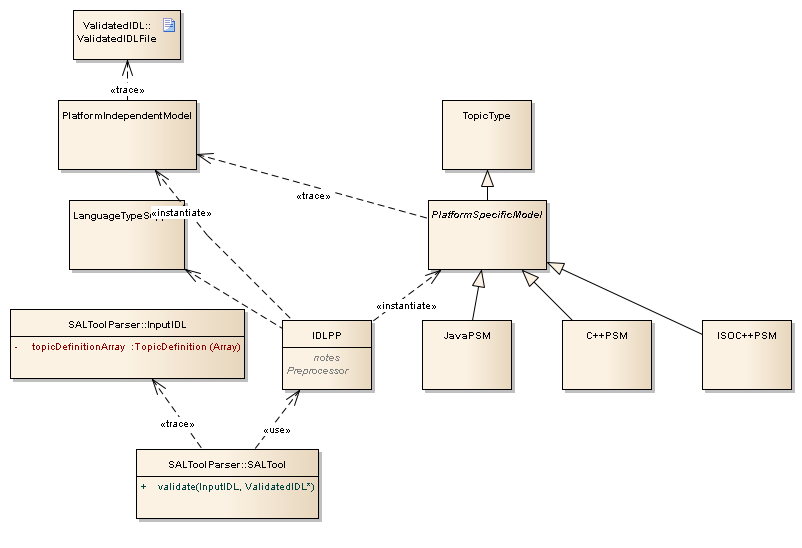 ValidatedIDL::
ValidatedIDLFile
«trace»
PlatformIndependentModel
TopicType
«trace»
LanguageTypeS
«instantiate»
PlatformSpecificModel
«instantiate»
SALToolParser::InputIDL
- topicDefinitionArray :TopicDefinition (Array)
IDLPP
notes
Preprocessor
JavaPSM
C++PSM
ISOC++PSM
«trace»
«use»
SALToolParser::SALTool
+ validate(InputIDL, ValidatedIDL*)